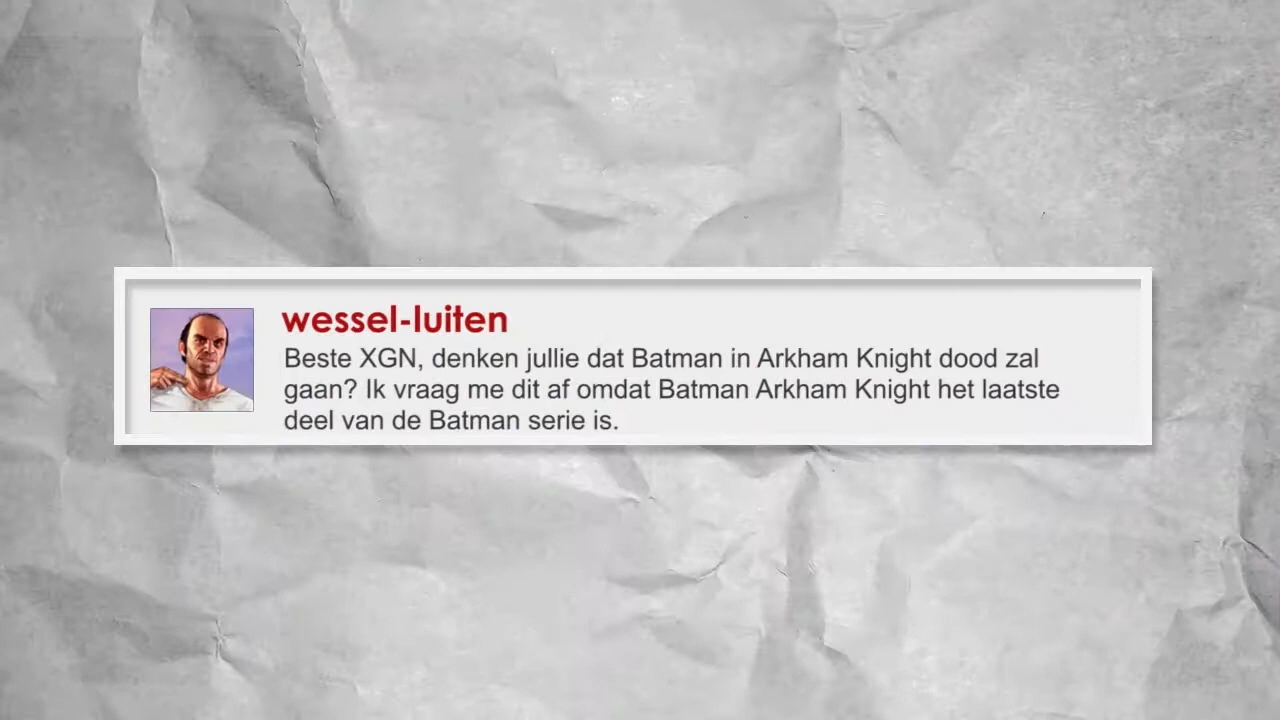 wessel-luiten
Beste XGN, denken jullie dat Batman in Arkham Knight dood zal
gaan? Ik vraag me dit af omdat Batman Arkham Knight het laatste
deel van de Batman serie is.